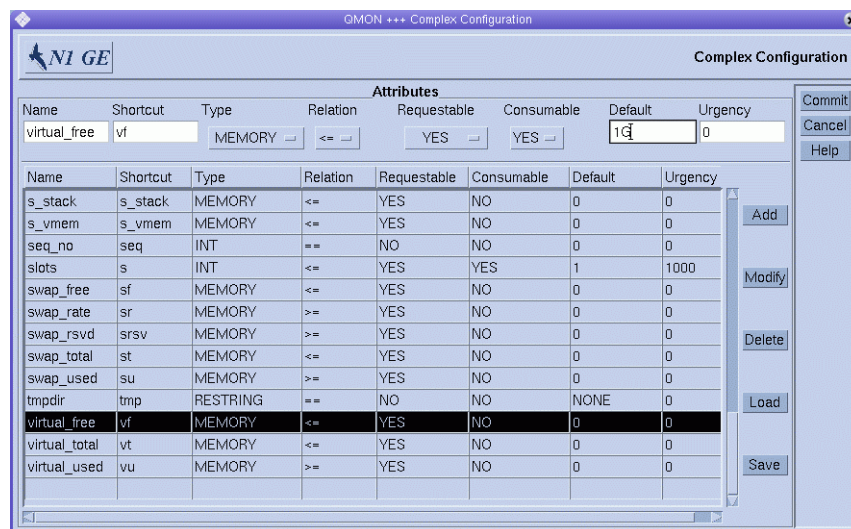 QMON +++ Complex Configuration
N1 GE
Complex Configuration
Attributes
Name Shortcut Type Relation Requestable Consumable Default Urgency
virtual_free vf MEMORY <= YES YES 1G 0
Commit
Cancel
Help
Name Shortcut Type Relation Requestable Consumable Default Urgency
s_stack s_stack MEMORY <= YES NO 0 0
s_vmem s_vmem MEMORY <= YES NO 0 0
seq_no seq INT == NO NO 0 0
slots s INT <= YES YES 1 1000
swap_free sf MEMORY <= YES NO 0 0
swap_rate sr MEMORY >= YES NO 0 0
swap_rsvd srsv MEMORY >= YES NO 0 0
swap_total st MEMORY <= YES NO 0 0
swap_used su MEMORY >= YES NO 0 0
tmpdir tmp RESTRING == NO NO NONE 0
virtual_free vf MEMORY <= YES NO 0 0
virtual_total vt MEMORY <= YES NO 0 0
virtual_used vu MEMORY >= YES NO 0 0
Add
Modify
Delete
Load
Save